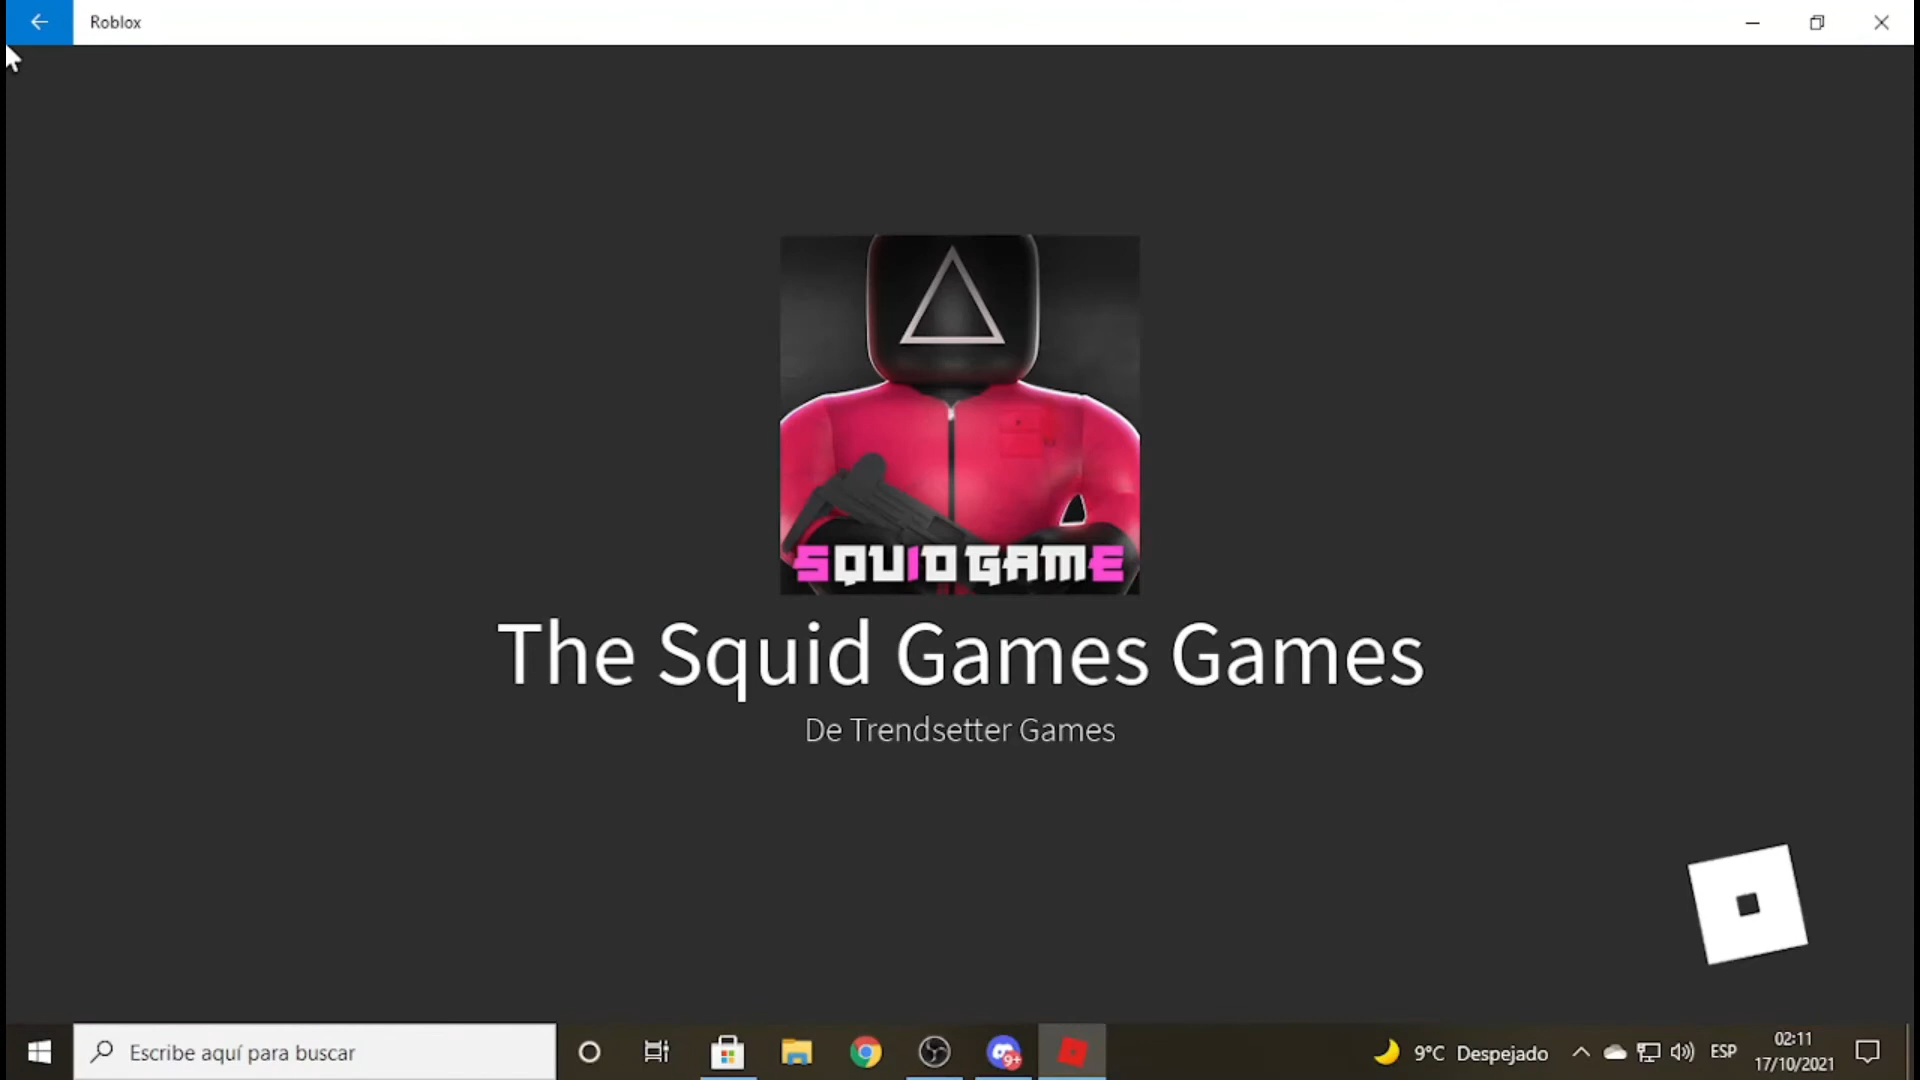 Roblox
SQUID GAME
The Squid Games Games
De Trendsetter Games
Escribe aquí para buscar
9+
9°C Despejado
ESP
02:11
17/10/2021